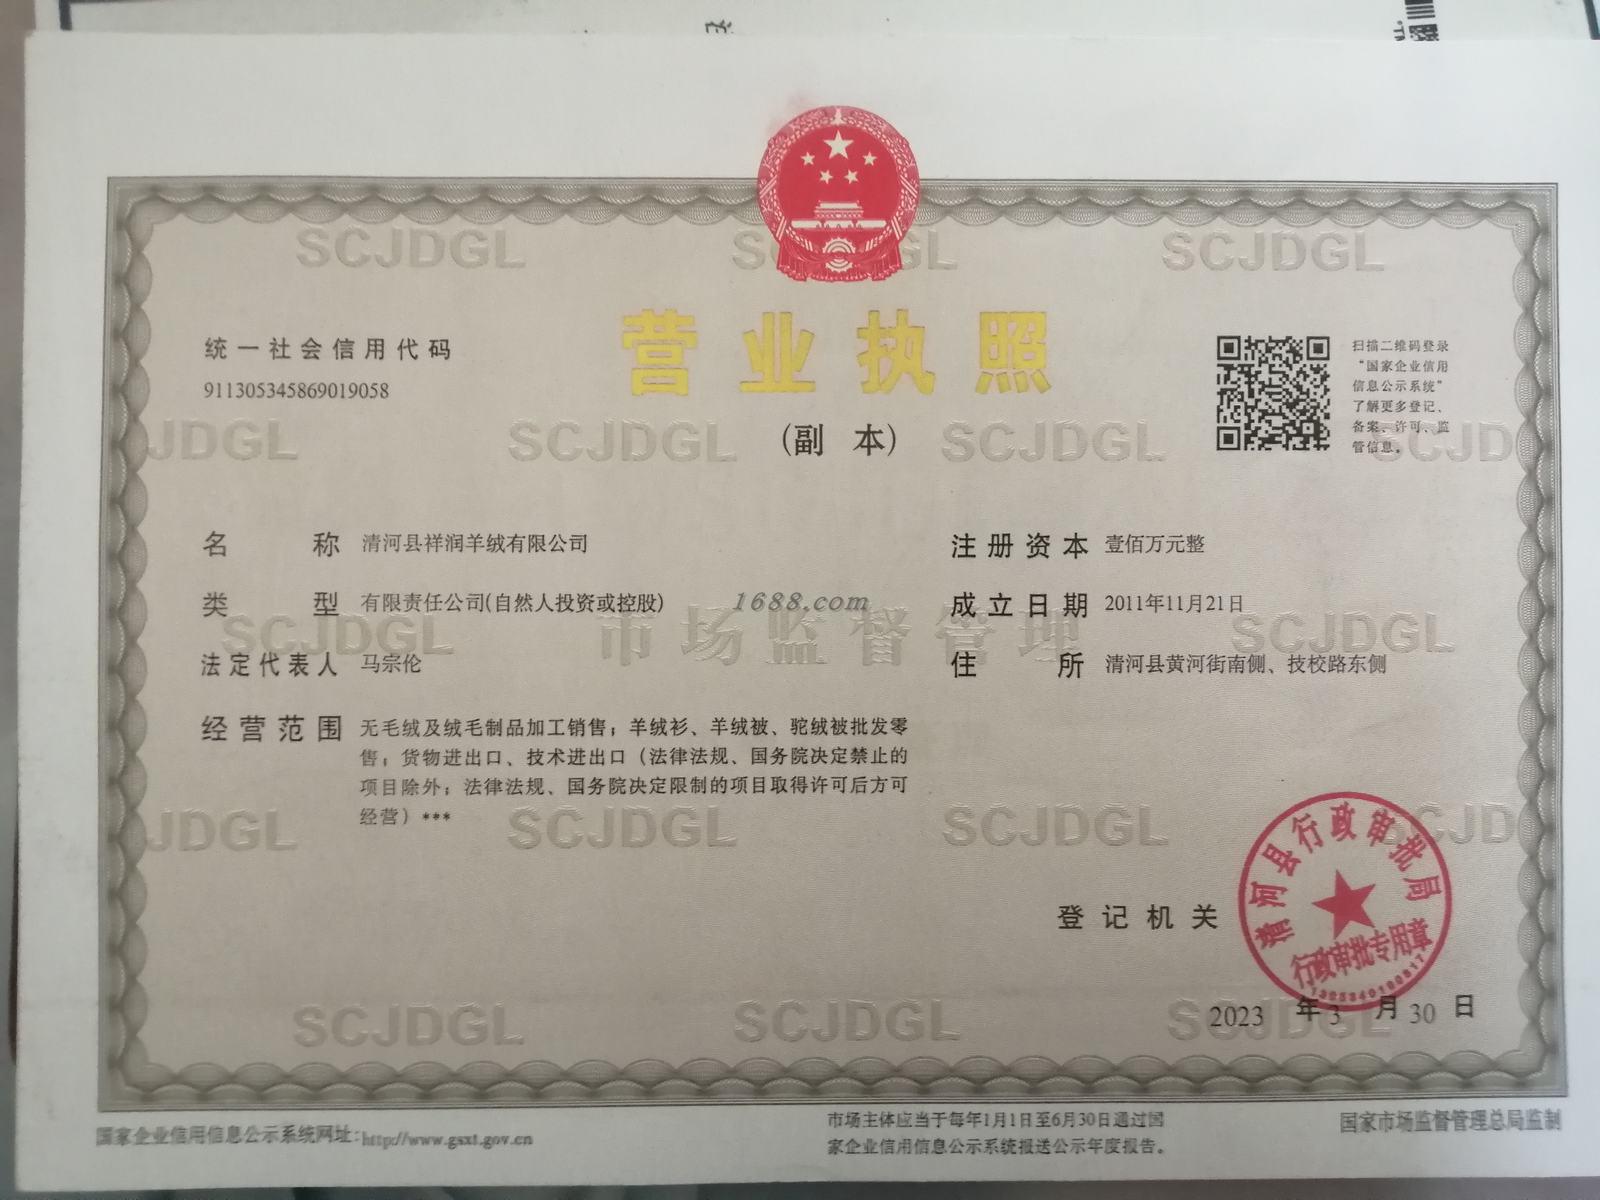 营业执照
(副 本)
统一社会信用代码
911305345869019058
扫描二维码登录
“国家企业信用
信息公示系统”
了解更多登记、
备案、许可、监
管信息。
名 称 清河县祥润羊绒有限公司
类 型 有限责任公司(自然人投资或控股)
法定代表人 马宗伦
经营范围 无毛绒及绒毛制品加工销售；羊绒衫、羊绒被、驼绒被批发零
售；货物进出口、技术进出口（法律法规、国务院决定禁止的
项目除外；法律法规、国务院决定限制的项目取得许可后方可
经营）***
注册资本 壹佰万元整
成立日期 2011年11月21日
住 所 清河县黄河街南侧、技校路东侧
1688.com
市场监督管理
SCJDGL
登记机关
清河县行政审批局
行政审批专用章
2023 年 3 月 30 日
国家企业信用信息公示系统网址：http://www.gsxt.gov.cn
市场主体应当于每年1月1日至6月30日通过国
家企业信用信息公示系统报送公示年度报告。
国家市场监督管理总局监制